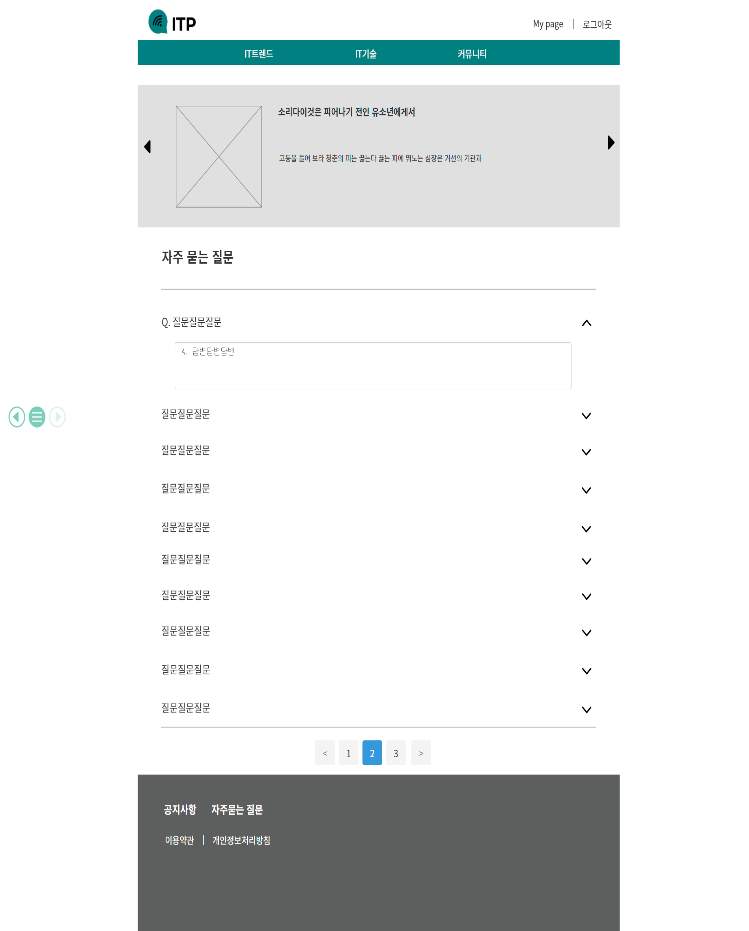 ITP
My page | 로그아웃
IT트렌드 IT기술 커뮤니티
소리다이것은 피어나기 전인 유소년에게서
고동을 들어 보라 청춘의 피는 끓는다 끓는 피에 뛰노는 심장은 거선의 기관과
자주 묻는 질문
Q. 질문질문질문
A. 답변답변답변
질문질문질문
질문질문질문
질문질문질문
질문질문질문
질문질문질문
질문질문질문
질문질문질문
질문질문질문
질문질문질문
< 1 2 3 >
공지사항 자주묻는 질문
이용약관 | 개인정보처리방침